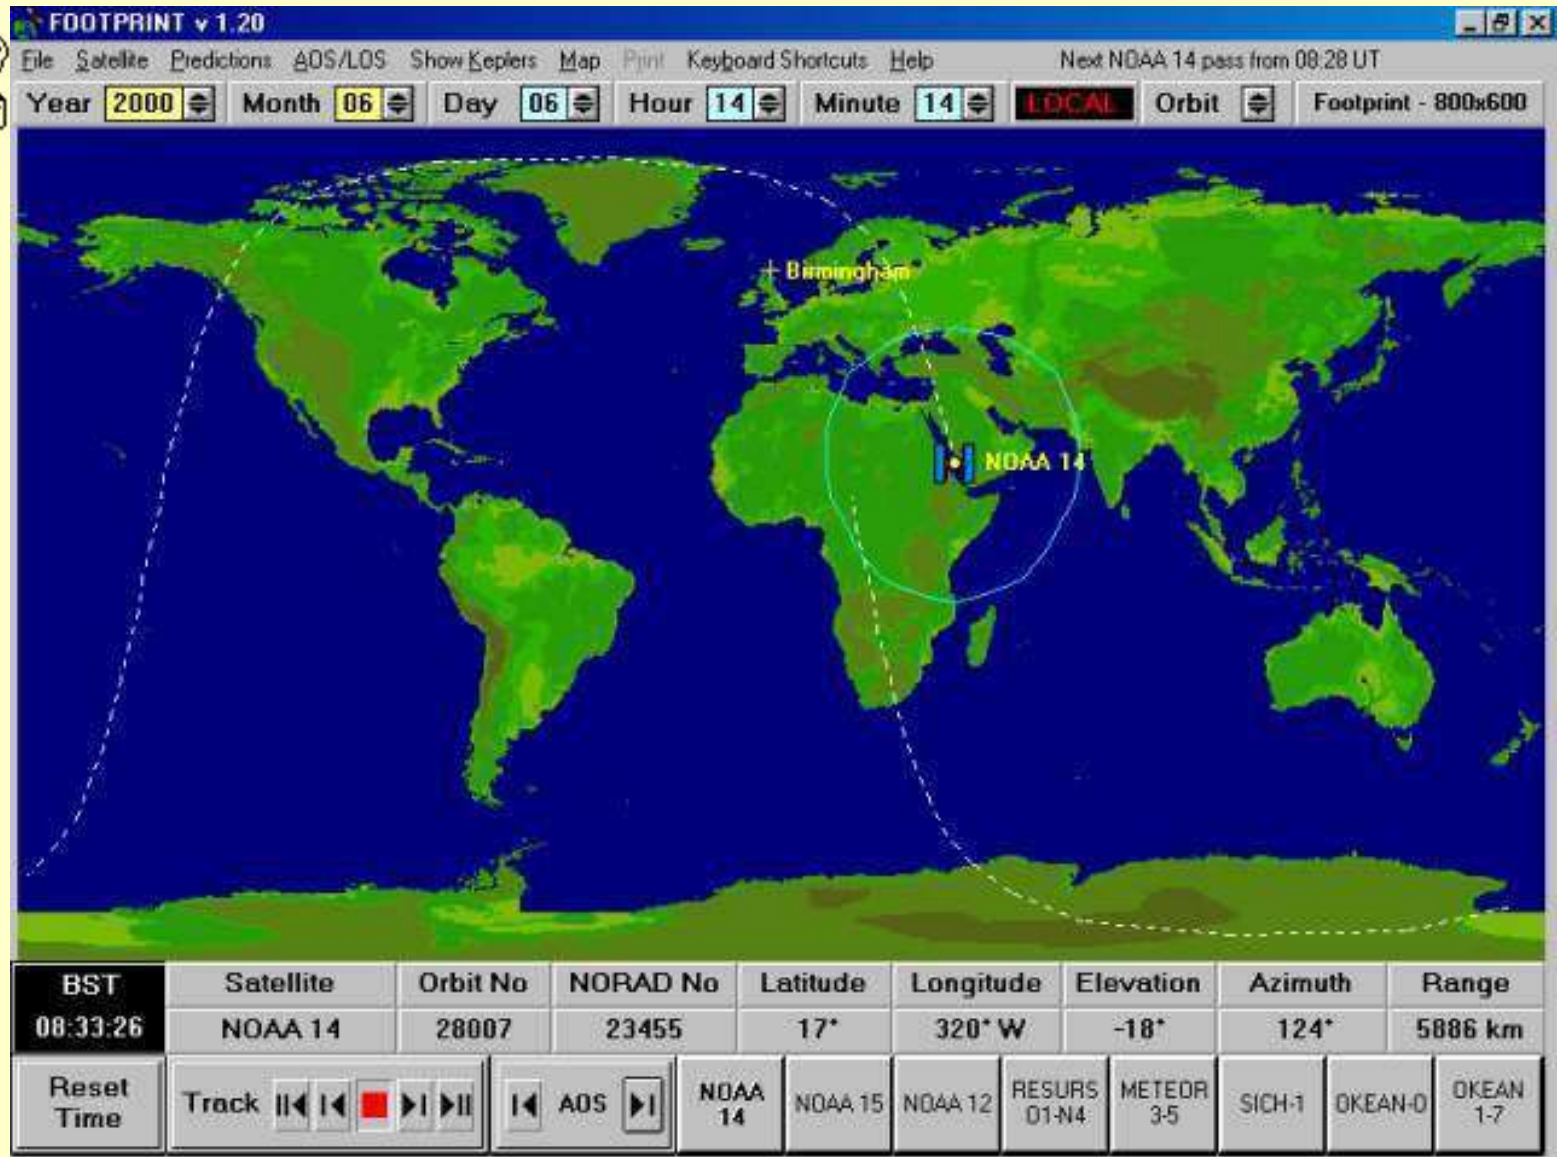 FOOTPRINT v 1.20
File Satellite Predictions AOS/LOS Show Keplers Map Print Keyboard Shortcuts Help Next NOAA 14 pass from 08:28 UT
Year 2000 Month 06 Day 06 Hour 14 Minute 14 LOCAL Orbit Footprint - 800x600
Birmingham
NOAA 14
BST Satellite Orbit No NORAD No Latitude Longitude Elevation Azimuth Range
08:33:26 NOAA 14 28007 23455 17° 320° W -18° 124° 5886 km
Reset Time
Track AOS
NOAA 14
NOAA 15
NOAA 12
RESURS 01-N4
METEOR 3-5
SICH-1
OKEAN-O
OKEAN 1-7